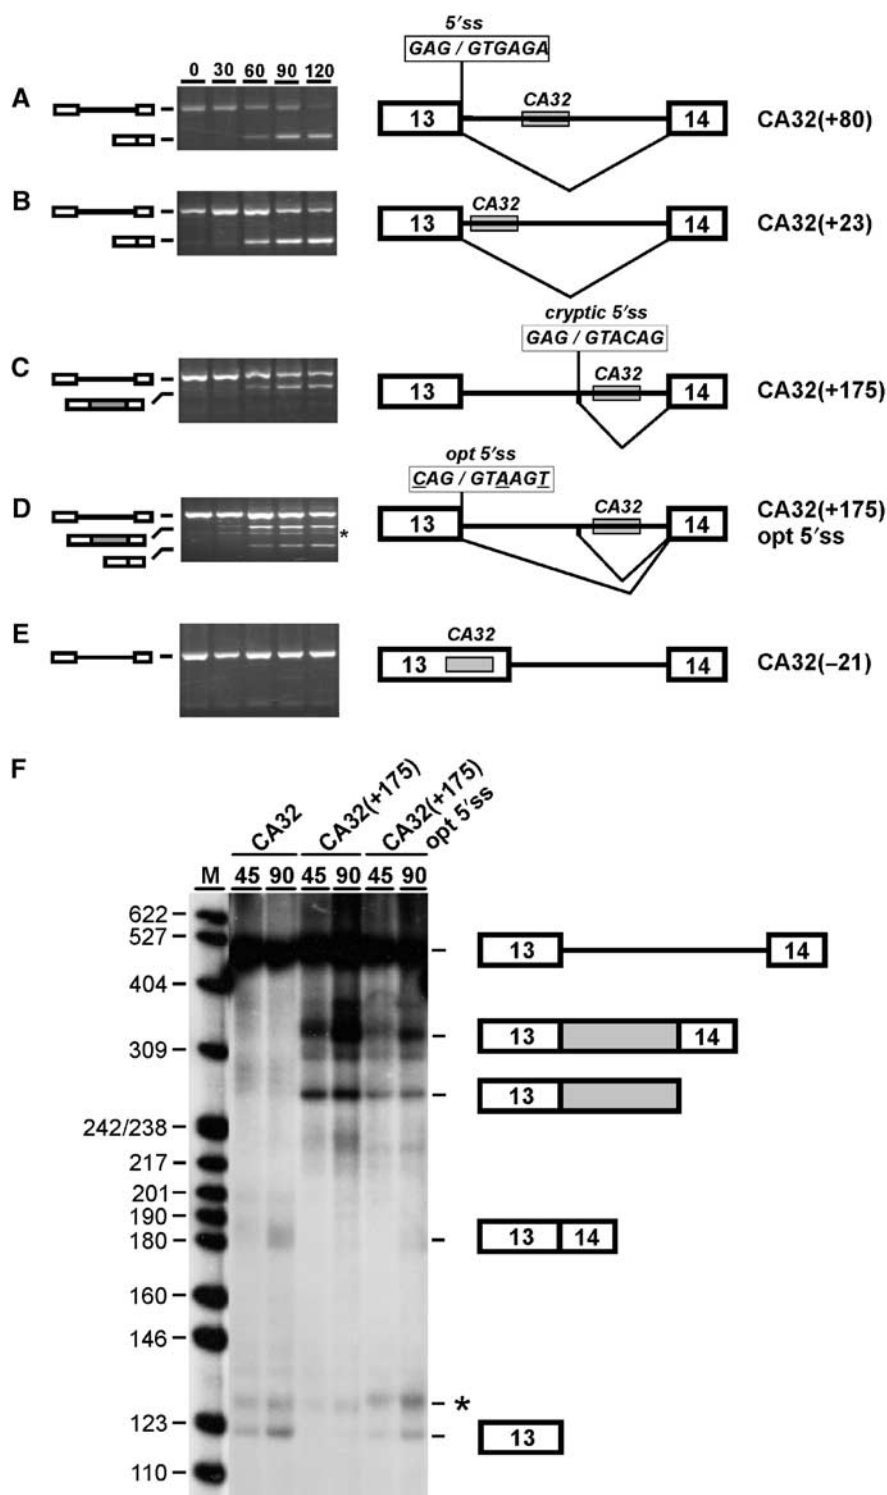 5'ss
GAG / GTGAGA
0 30 60 90 120
A
CA32
13
14
CA32(+80)
B
CA32
13
14
CA32(+23)
cryptic 5'ss
GAG / GTACAG
C
CA32
13
14
CA32(+175)
opt 5'ss
CAG / GTAAGT
D
*
CA32
13
14
CA32(+175)
opt 5'ss
E
CA32
13
14
CA32(–21)
F
CA32
CA32(+175)
CA32(+175)
opt 5'ss
M 45 90 45 90 45 90
622
527
13
14
404
13
14
309
13
242/238
217
201
190
180
13
14
160
146
*
123
13
110